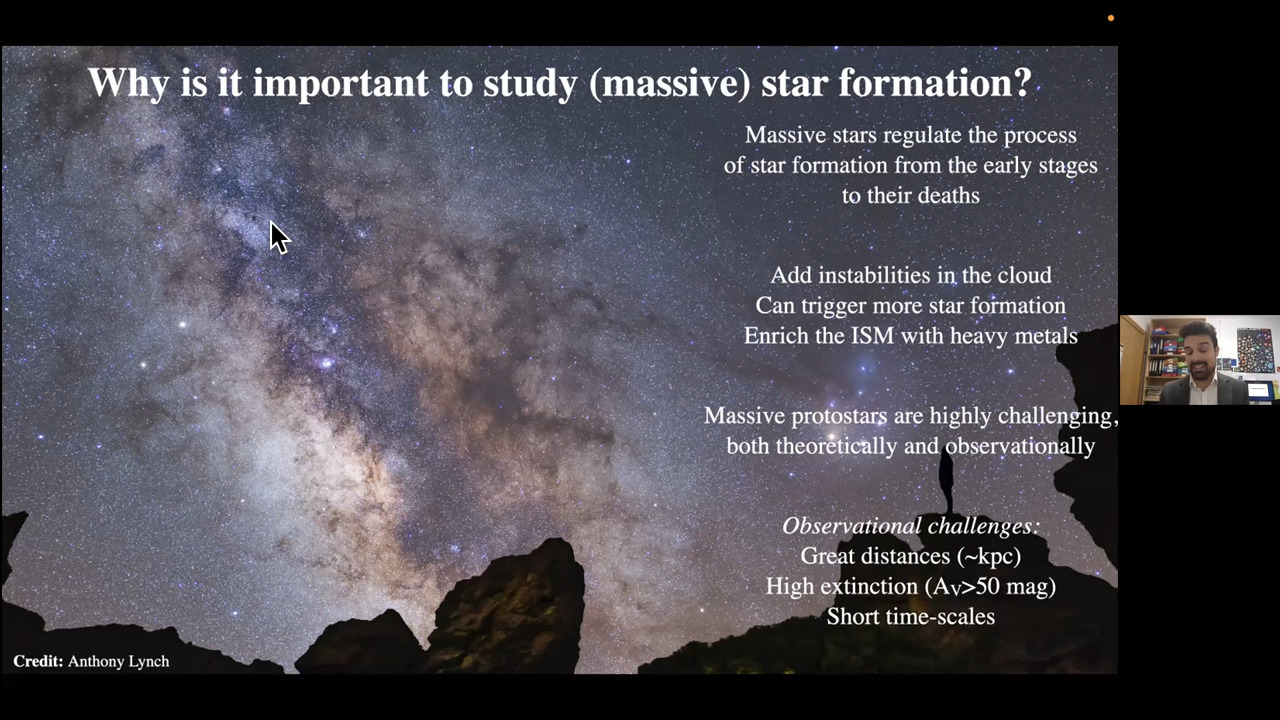 Why is it important to study (massive) star formation?
Massive stars regulate the process
of star formation from the early stages
to their deaths
Add instabilities in the cloud
Can trigger more star formation
Enrich the ISM with heavy metals
Massive protostars are highly challenging,
both theoretically and observationally
Observational challenges:
Great distances (~kpc)
High extinction (Av>50 mag)
Short time-scales
Credit: Anthony Lynch